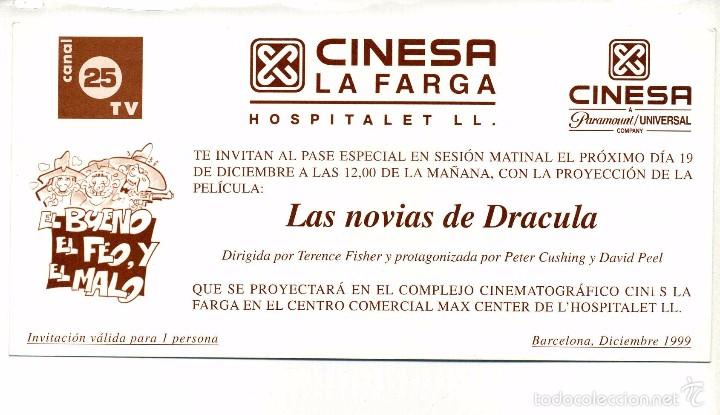 canal
25
TV
CINESA
LA FARGA
HOSPITALET LL.
CINESA
A
Paramount/UNIVERSAL
COMPANY
TE INVITAN AL PASE ESPECIAL EN SESIÓN MATINAL EL PRÓXIMO DÍA 19
DE DICIEMBRE A LAS 12,00 DE LA MAÑANA, CON LA PROYECCIÓN DE LA
PELÍCULA:
EL BUENO
EL FEO, Y
EL MALO
Las novias de Dracula
Dirigida por Terence Fisher y protagonizada por Peter Cushing y David Peel
QUE SE PROYECTARÁ EN EL COMPLEJO CINEMATOGRÁFICO LA
FARGA EN EL CENTRO COMERCIAL MAX CENTER DE L'HOSPITALET LL.
Invitación válida para 1 persona
Barcelona, Diciembre 1999
todocoleccion.net